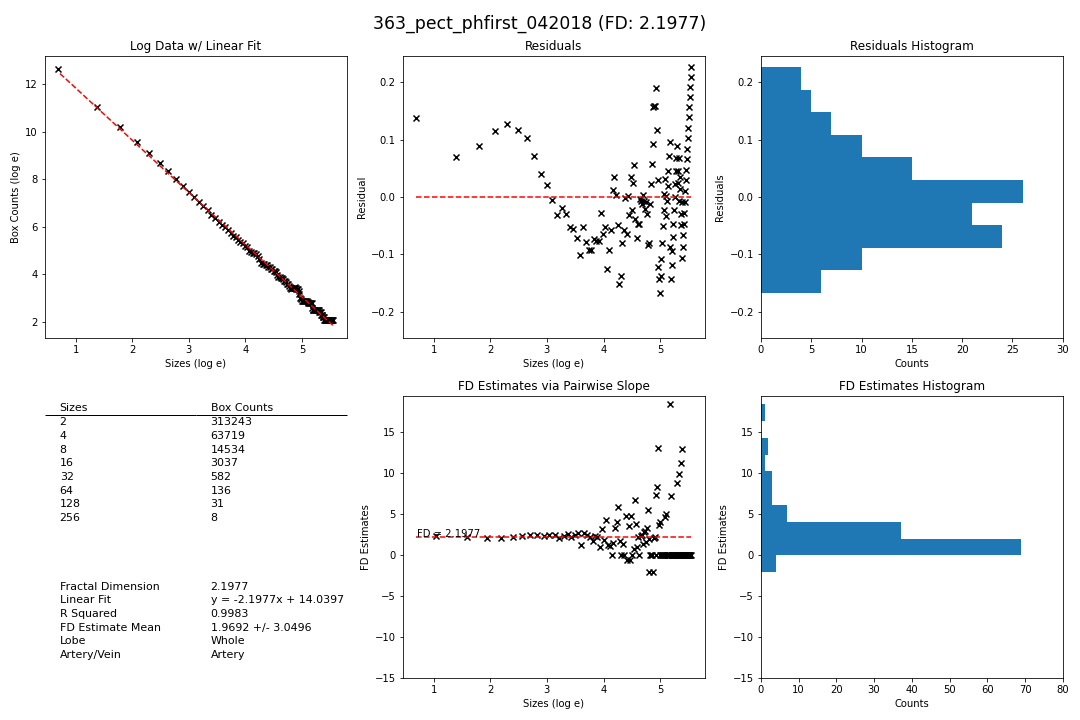 363_pect_phfirst_042018 (FD: 2.1977)
Log Data w/ Linear Fit
Box Counts (log e)
12
10
8
6
4
2
1 2 3 4 5
Sizes (log e)
Residuals
Residual
0.2
0.1
0.0
−0.1
−0.2
1 2 3 4 5
Sizes (log e)
Residuals Histogram
Residuals
0.2
0.1
0.0
−0.1
−0.2
0 5 10 15 20 25 30
Counts
Sizes Box Counts
2 313243
4 63719
8 14534
16 3037
32 582
64 136
128 31
256 8
Fractal Dimension 2.1977
Linear Fit y = -2.1977x + 14.0397
R Squared 0.9983
FD Estimate Mean 1.9692 +/- 3.0496
Lobe Whole
Artery/Vein Artery
FD Estimates via Pairwise Slope
FD Estimates
15
10
5
0
−5
−10
−15
FD = 2.1977
1 2 3 4 5
Sizes (log e)
FD Estimates Histogram
FD Estimates
15
10
5
0
−5
−10
−15
0 10 20 30 40 50 60 70 80
Counts